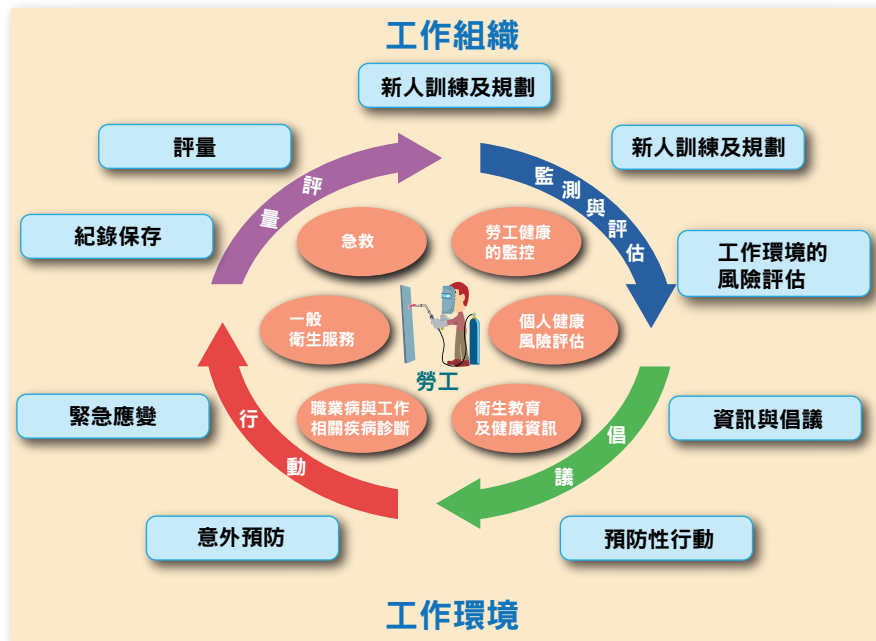 工作組織
新人訓練及規劃
評量
新人訓練及規劃
紀錄保存
工作環境的
風險評估
緊急應變
資訊與倡議
意外預防
預防性行動
評量
監測與評估
倡議
行動
急救
勞工健康
的監控
一般
衛生服務
個人健康
風險評估
勞工
職業病與工作
相關疾病診斷
衛生教育
及健康資訊
工作環境